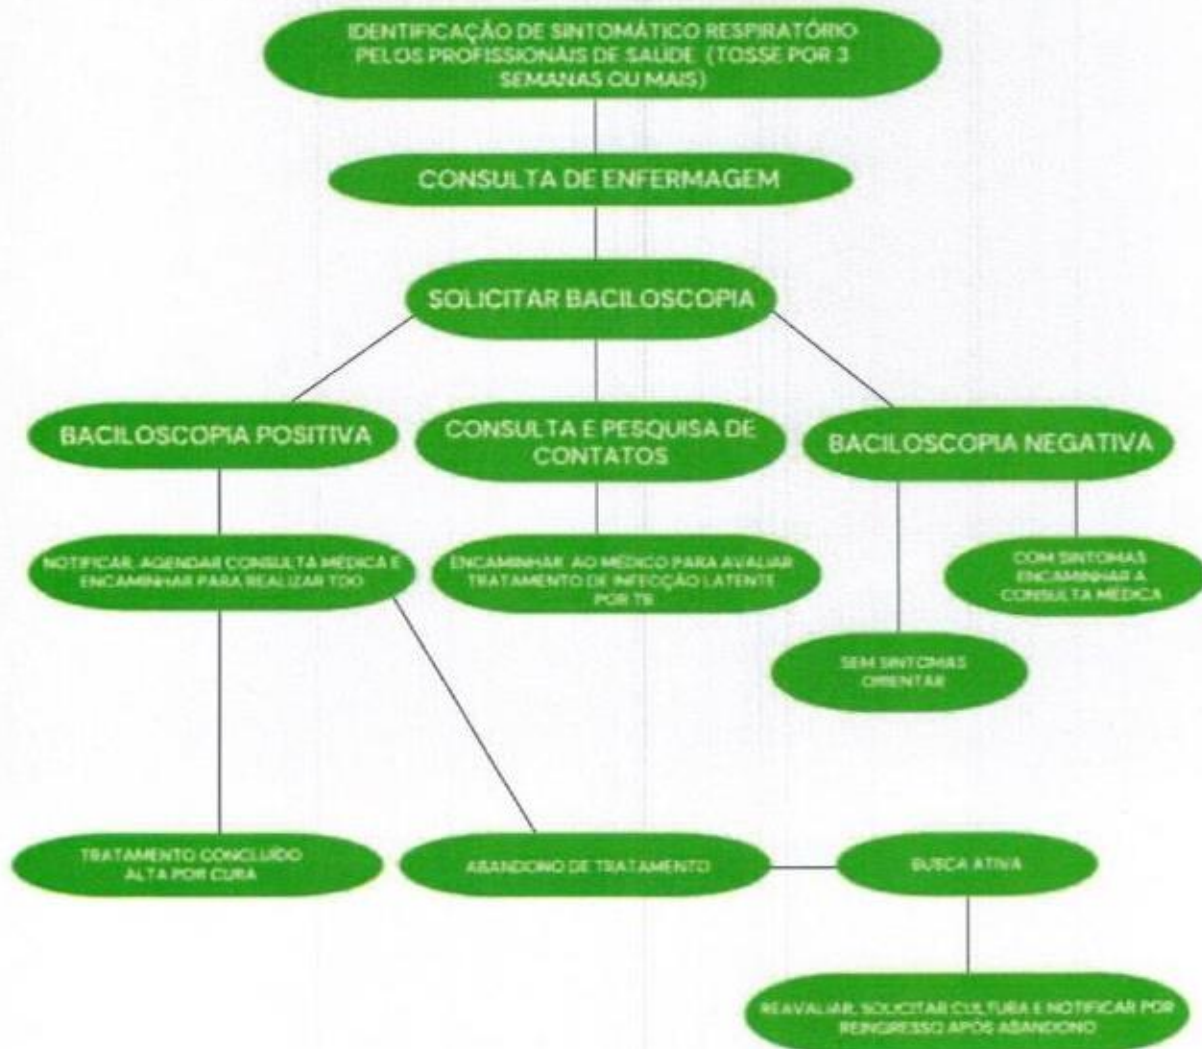 IDENTIFICAÇÃO DE SINTOMÁTICO RESPIRATÓRIO
PELOS PROFISSIONAIS DE SAÚDE (TOSSE POR 3
SEMANAS OU MAIS)
CONSULTA DE ENFERMAGEM
SOLICITAR BACILOSCOPIA
BACILOSCOPIA POSITIVA
CONSULTA E PESQUISA DE
CONTATOS
BACILOSCOPIA NEGATIVA
NOTIFICAR, AGENDAR CONSULTA MÉDICA E
ENCAMINHAR PARA REALIZAR TDO
ENCAMINHAR AO MÉDICO PARA AVALIAR
TRATAMENTO DE INFECÇÃO LATENTE
POR TB
COM SINTOMAS
ENCAMINHAR A
CONSULTA MÉDICA
SEM SINTOMAS
ORIENTAR
TRATAMENTO CONCLUÍDO
ALTA POR CURA
ABANDONO DE TRATAMENTO
BUSCA ATIVA
REAVALIAR, SOLICITAR CULTURA E NOTIFICAR POR
REINGRESSO APÓS ABANDONO